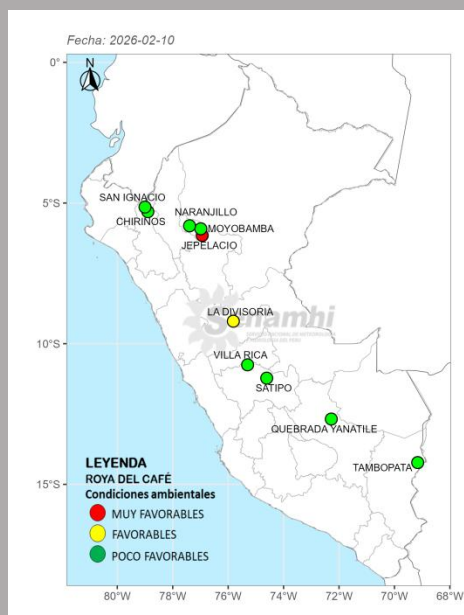 Fecha: 2026-02-10
N
0°
5°S
10°S
15°S
SAN IGNACIO
CHIRINOS
NARANJILLO
MOYOBAMBA
JEPELACIO
LA DIVISORIA
Senamhi
VILLA RICA
SATIPO
QUEBRADA YANATILE
TAMBOPATA
LEYENDA
ROYA DEL CAFÉ
Condiciones ambientales
MUY FAVORABLES
FAVORABLES
POCO FAVORABLES
80°W 78°W 76°W 74°W 72°W 70°W 68°W